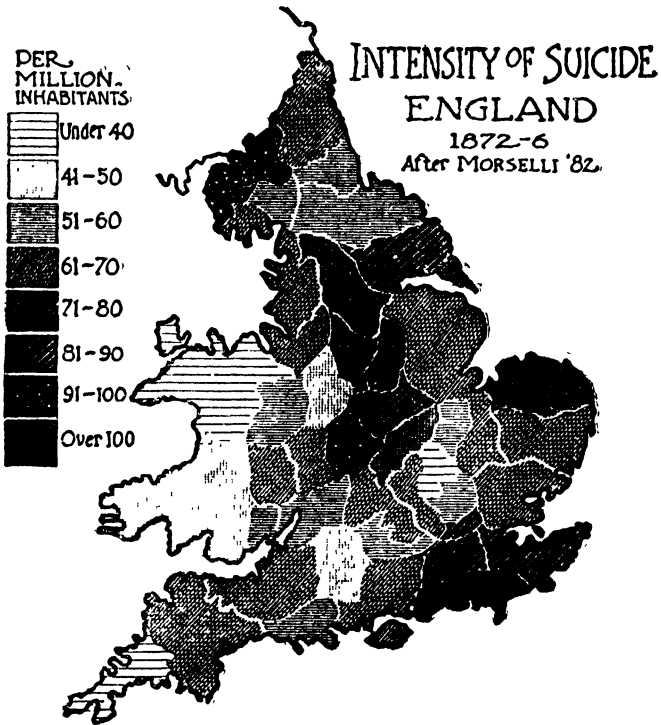 PER
MILLION.
INHABITANTS.
Under 40
41-50
51-60
61-70
71-80
81-90
91-100
Over 100
INTENSITY OF SUICIDE
ENGLAND
1872-6
After MORSELLI '82.